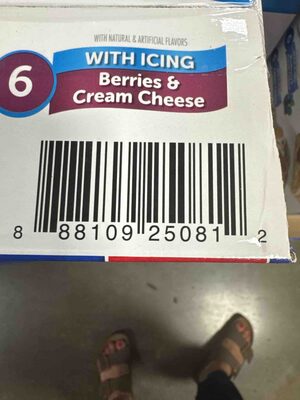 WITH NATURAL & ARTIFICIAL FLAVORS
6
WITH ICING
Berries &
Cream Cheese
8 88109 25081 2